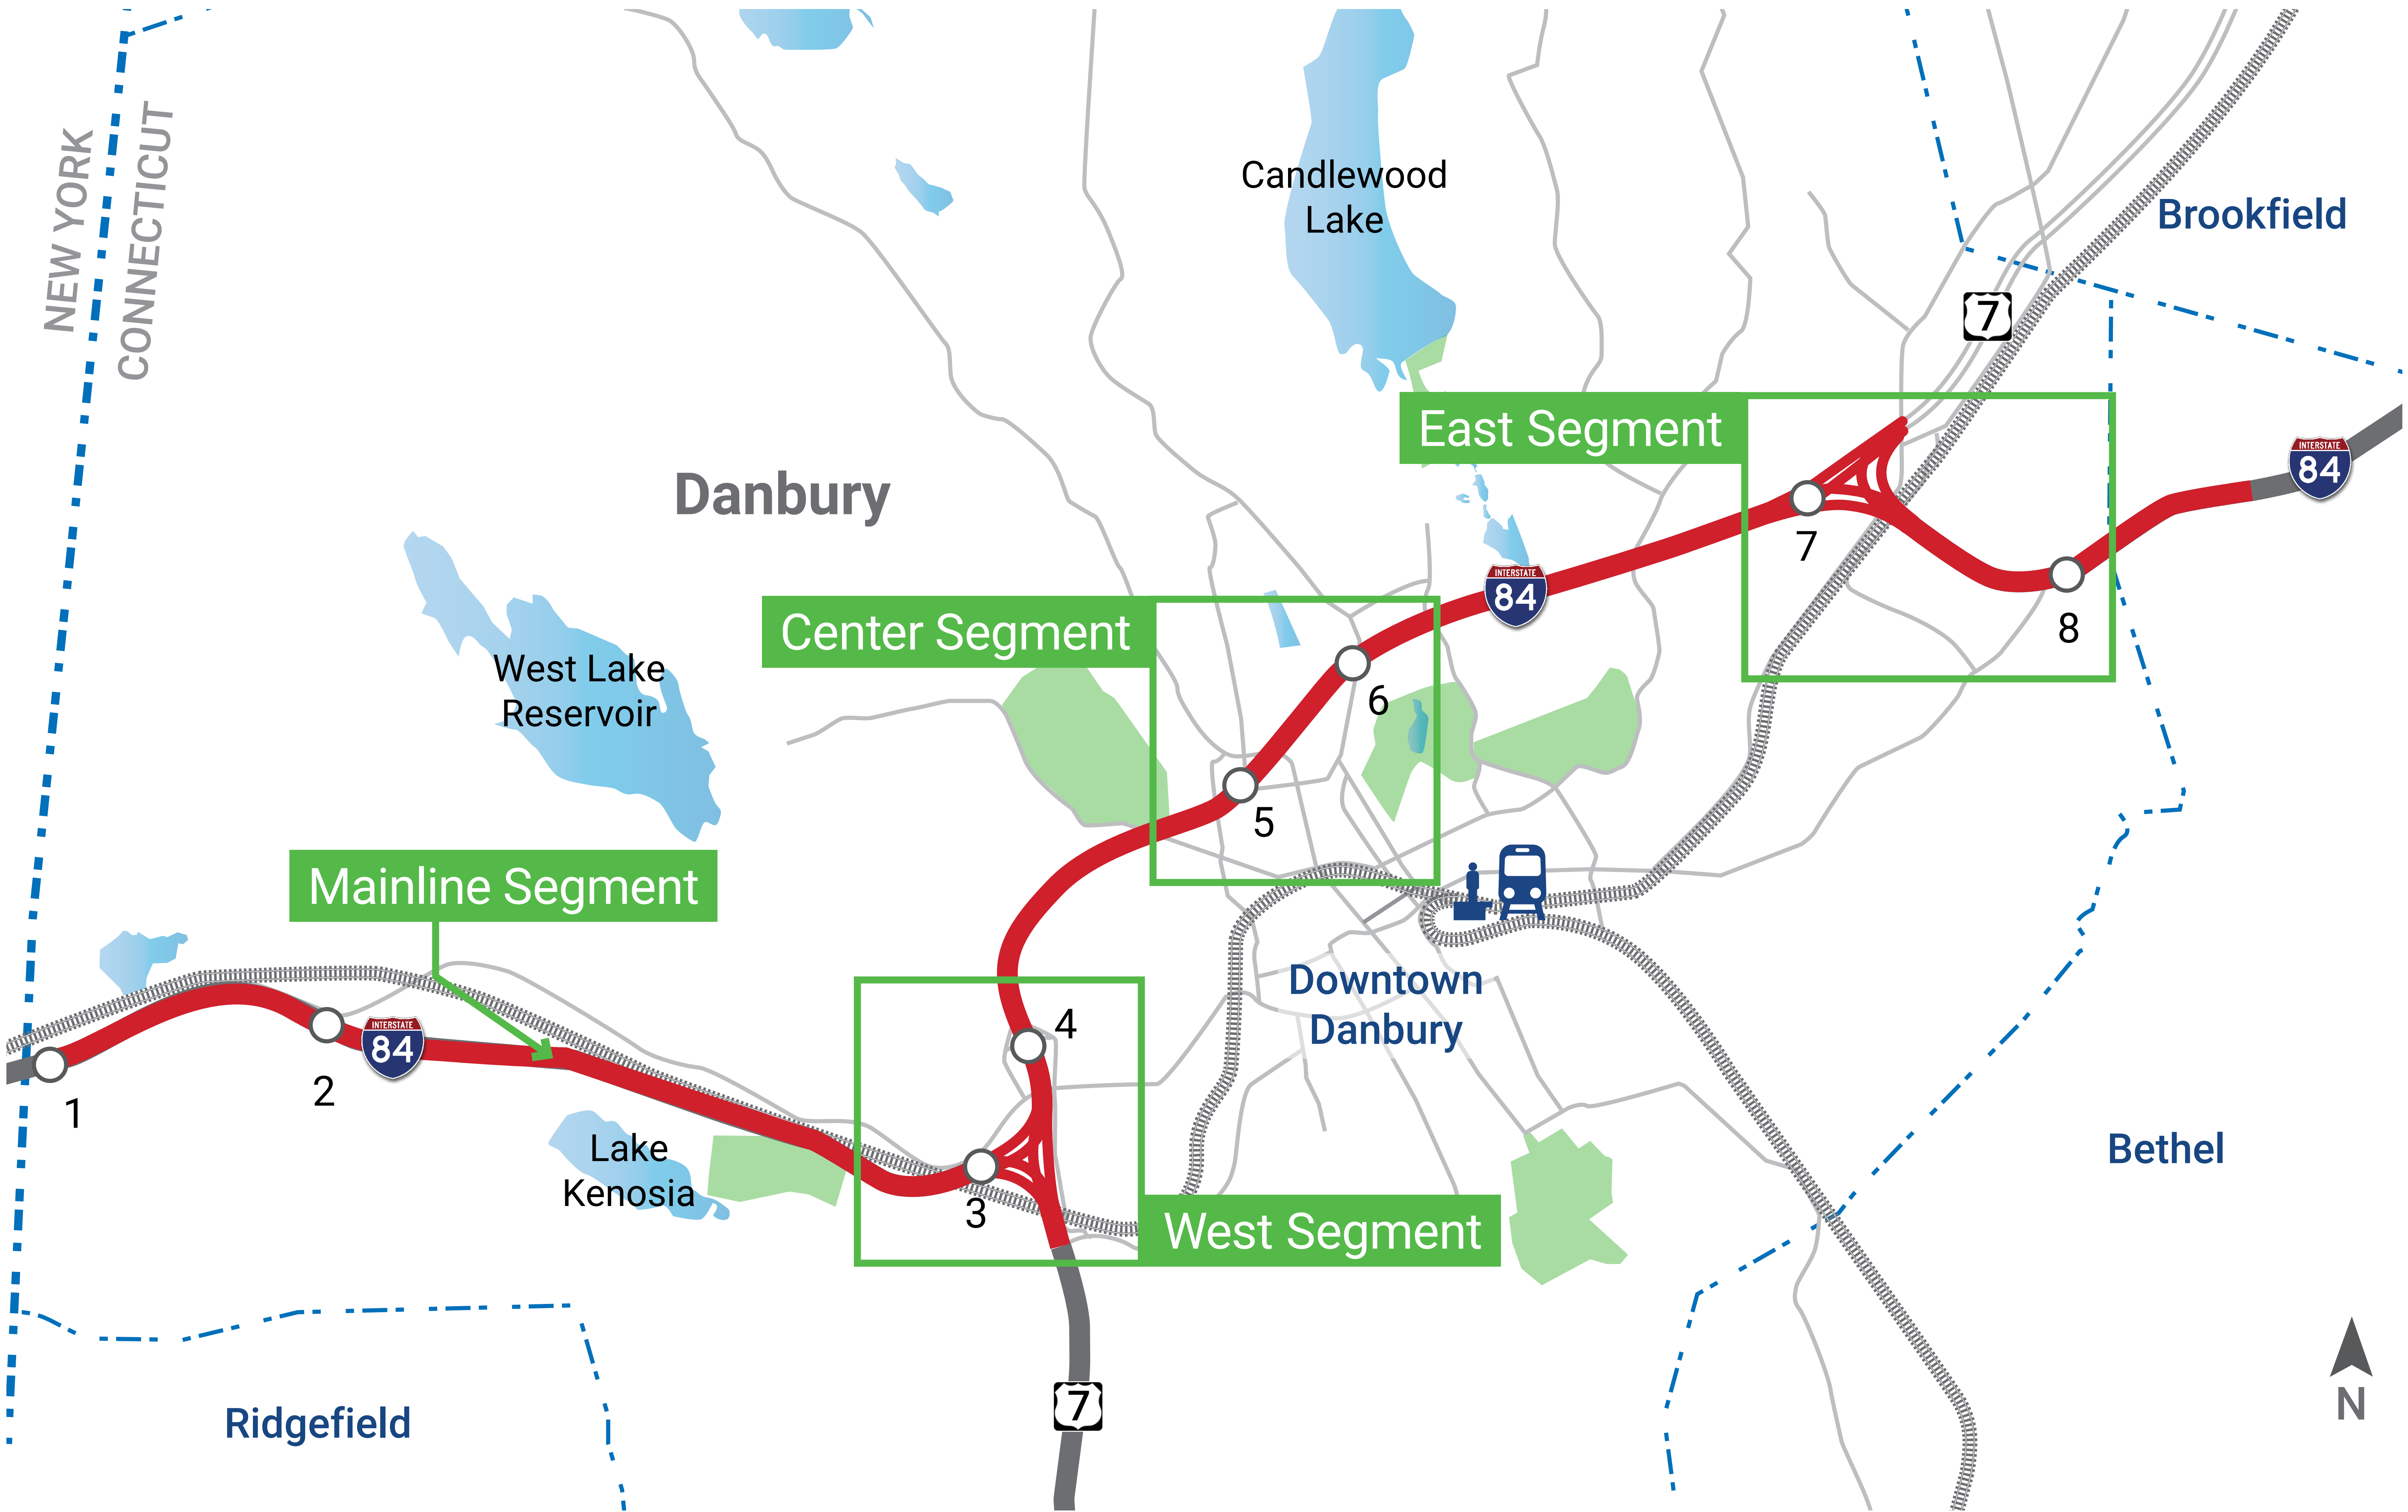 NEW YORK
CONNECTICUT
Candlewood
Lake
Brookfield
7
East Segment
INTERSTATE
84
Danbury
7
INTERSTATE
84
8
Center Segment
West Lake
Reservoir
6
5
Mainline Segment
Downtown
Danbury
INTERSTATE
84
4
1
2
Lake
Kenosia
3
West Segment
Bethel
Ridgefield
7
N